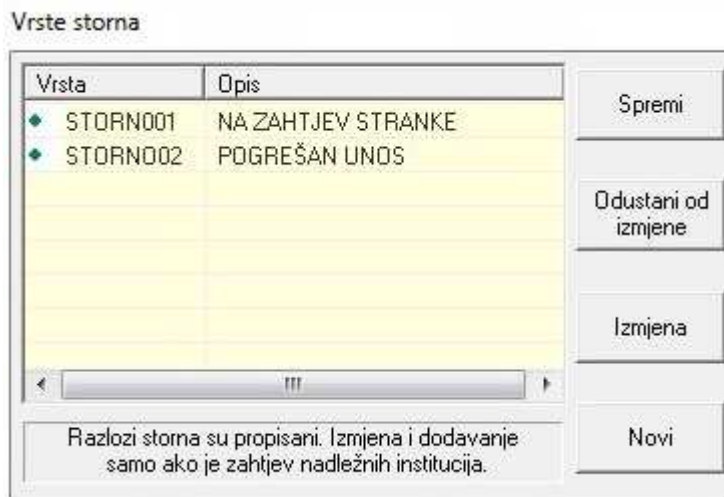 Vrste storna
Vrsta Opis
STORNO01 NA ZAHTJEV STRANKE
STORNO02 POGREŠAN UNOS
Spremi
Odustani od
izmjene
Izmjena
Novi
Razlozi storna su propisani. Izmjena i dodavanje
samo ako je zahtjev nadležnih institucija.